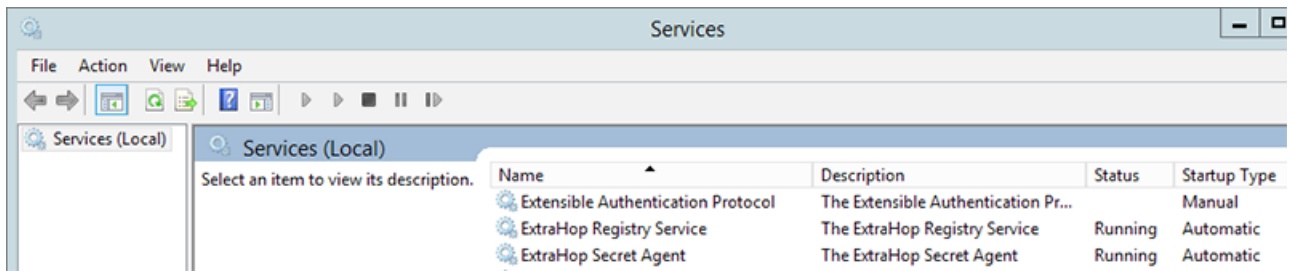 Services
File Action View Help
Services (Local)
Services (Local)
Select an item to view its description.
Name Description Status Startup Type
Extensible Authentication Protocol The Extensible Authentication Pr... Manual
ExtraHop Registry Service The ExtraHop Registry Service Running Automatic
ExtraHop Secret Agent The ExtraHop Secret Agent Running Automatic